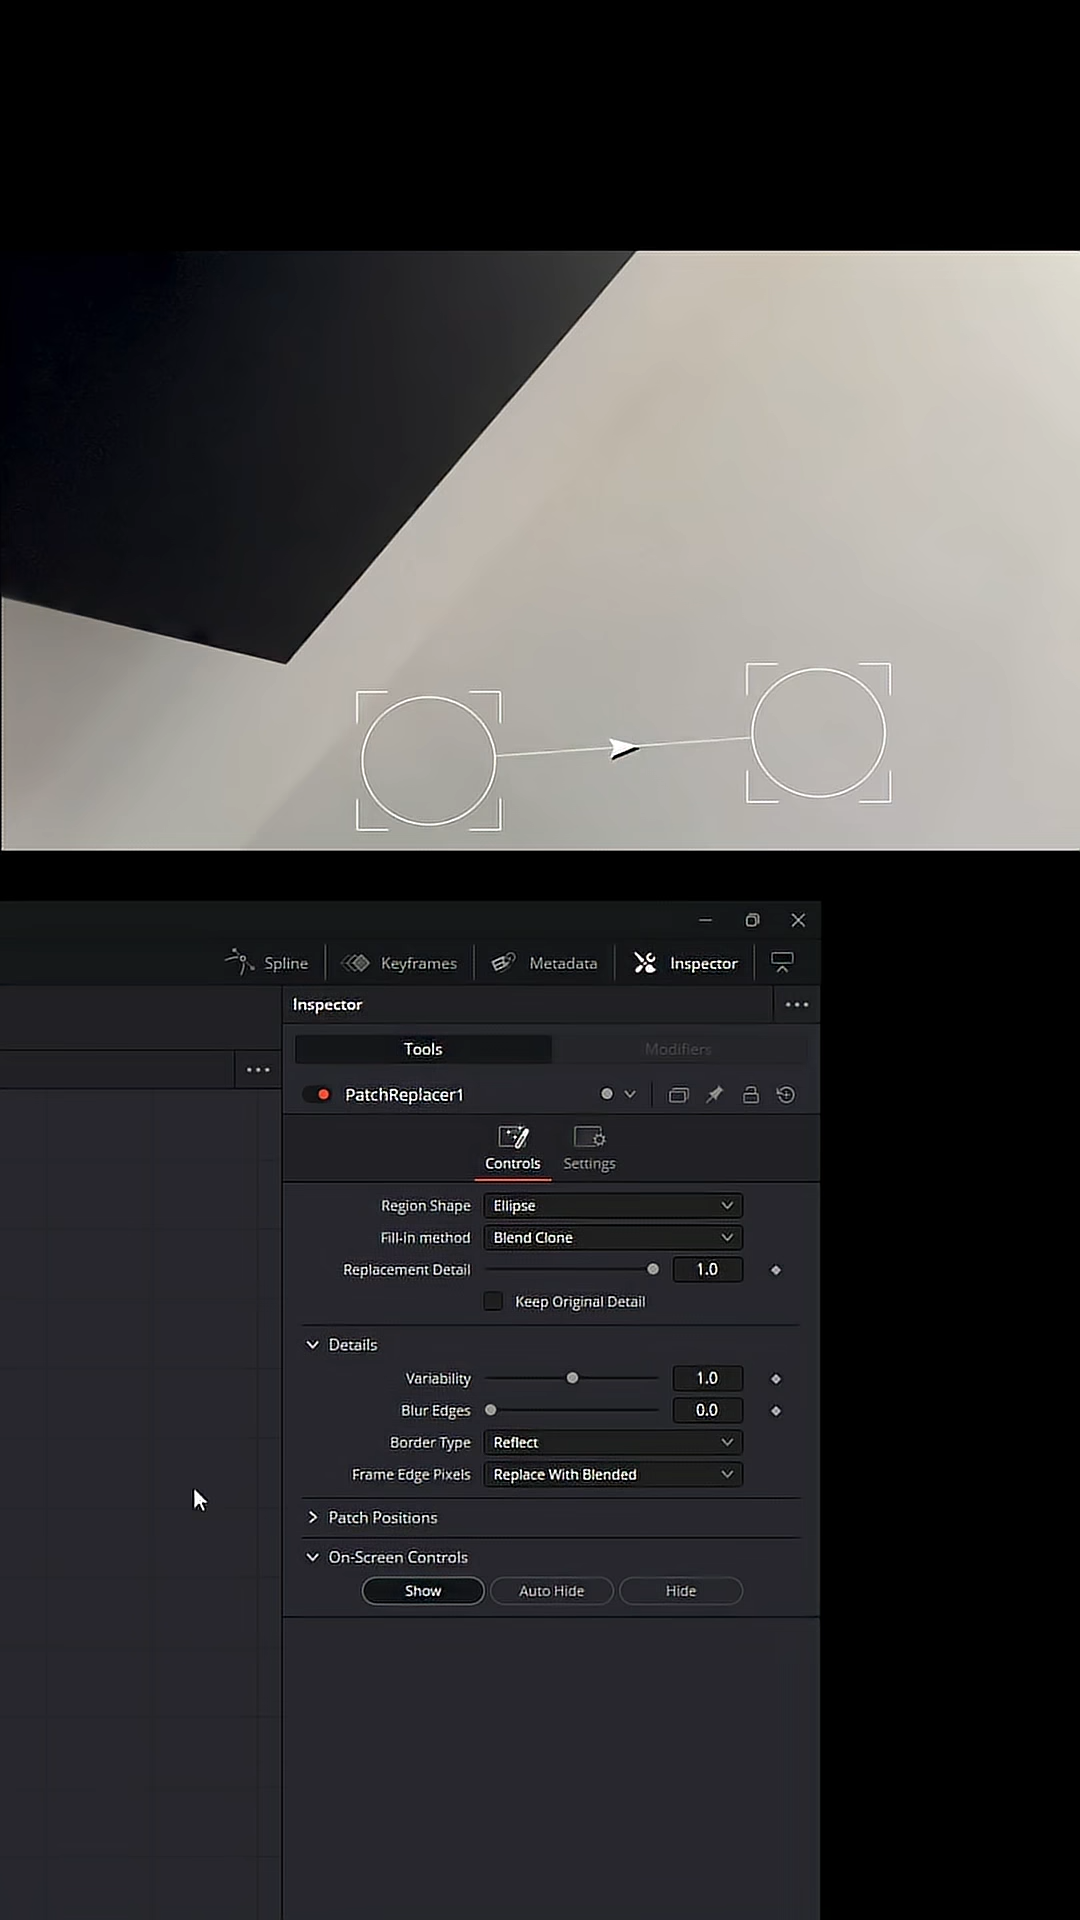 Spline Keyframes Metadata Inspector
Inspector
Tools Modifiers
PatchReplacer1
Controls Settings
Region Shape Ellipse
Fill-in method Blend Clone
Replacement Detail 1.0
Keep Original Detail
Details
Variability 1.0
Blur Edges 0.0
Border Type Reflect
Frame Edge Pixels Replace With Blended
Patch Positions
On-Screen Controls
Show Auto Hide Hide